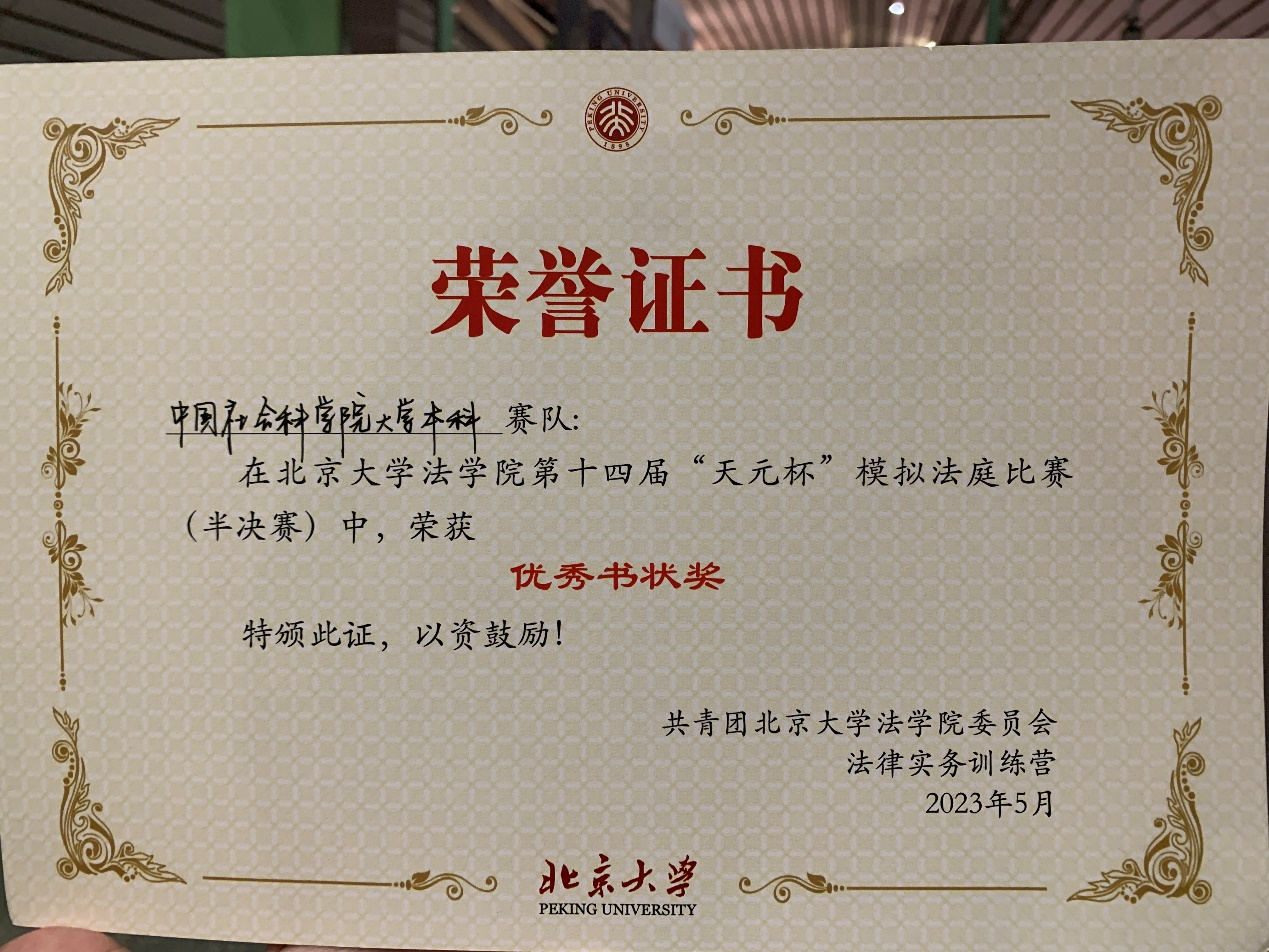 PEKING UNIVERSITY
1898
荣誉证书
中国社会科学院大学本科 赛队:
在北京大学法学院第十四届“天元杯”模拟法庭比赛
（半决赛）中，荣获
优秀书状奖
特颁此证，以资鼓励！
共青团北京大学法学院委员会
法律实务训练营
2023年5月
北京大学
PEKING UNIVERSITY